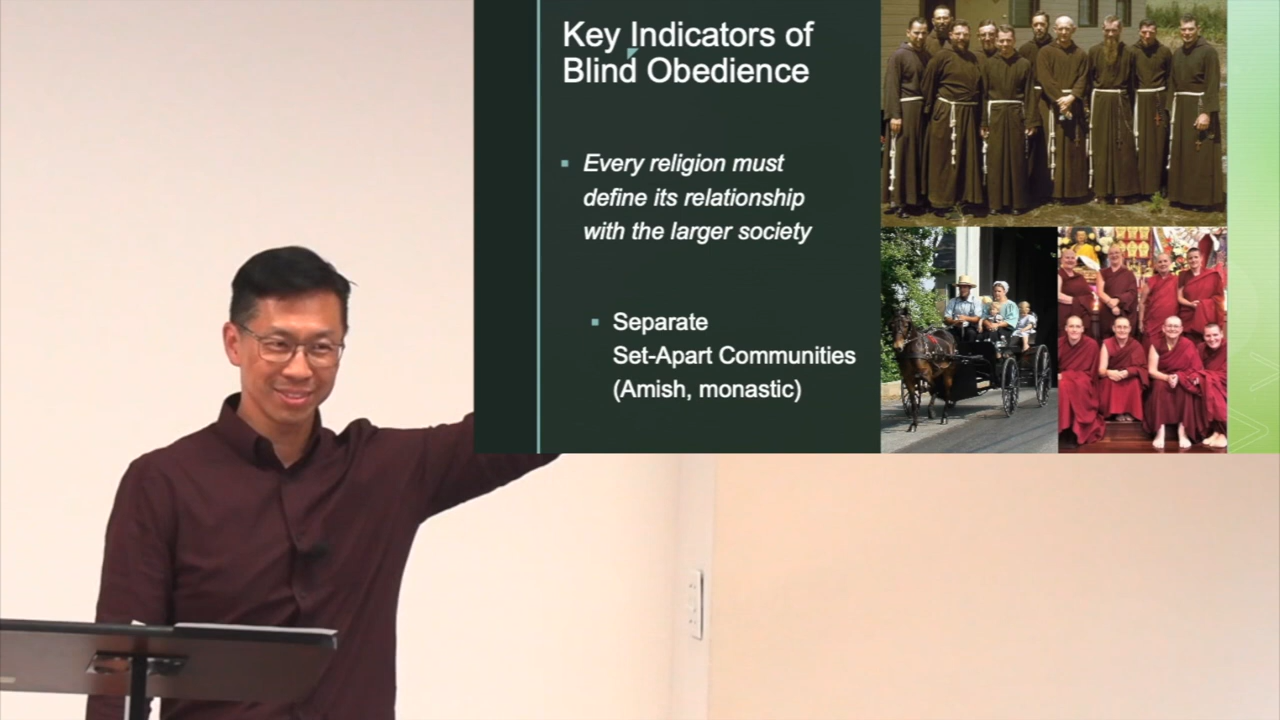 Key Indicators of
Blind Obedience
Every religion must
define its relationship
with the larger society
Separate
Set-Apart Communities
(Amish, monastic)